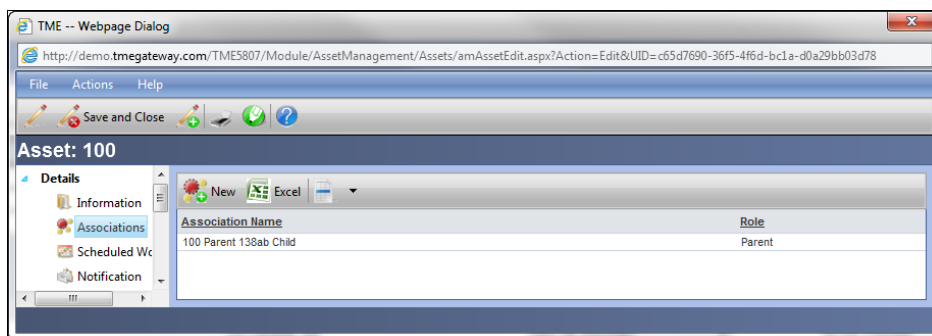 TME -- Webpage Dialog
http://demo.tmegateway.com/TME5807/Module/AssetManagement/Assets/amAssetEdit.aspx?Action=Edit&UID=c65d7690-36f5-4f6d-bc1a-d0a29bb03d78
File Actions Help
Save and Close
Asset: 100
Details
New Excel
Information
Associations
Association Name Role
100 Parent 138ab Child Parent
Scheduled Wc
Notification